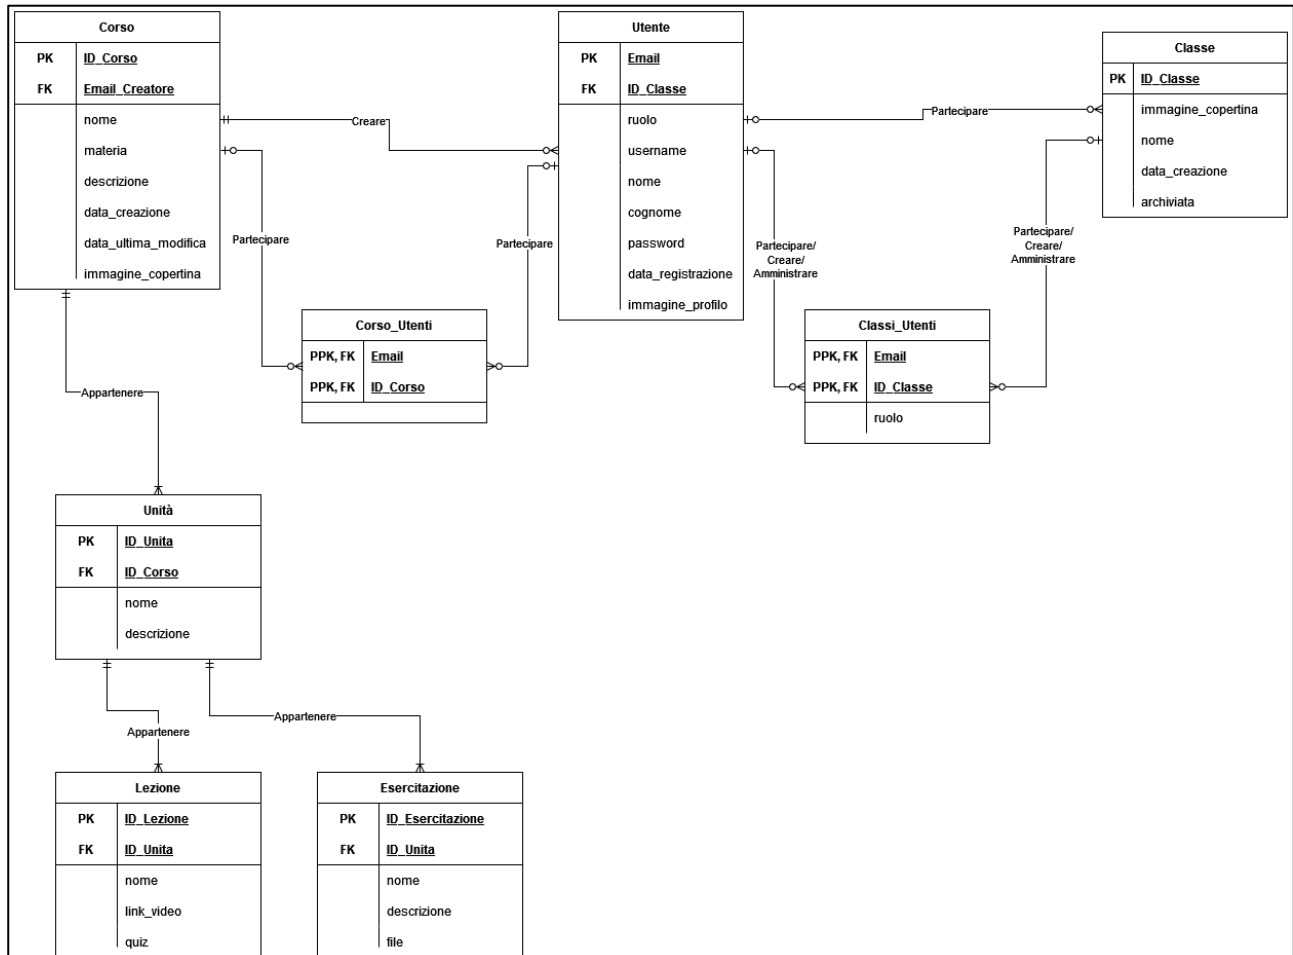 Corso
PK ID_Corso
FK Email_Creatore
nome
materia
descrizione
data_creazione
data_ultima_modifica
immagine_copertina
Creare
Partecipare
Utente
PK Email
FK ID_Classe
ruolo
username
nome
cognome
password
data_registrazione
immagine_profilo
Partecipare
Partecipare
Classe
PK ID_Classe
immagine_copertina
nome
data_creazione
archiviata
Partecipare/
Creare/
Amministrare
Partecipare/
Creare/
Amministrare
Corso_Utenti
PPK, FK Email
PPK, FK ID_Corso
Classi_Utenti
PPK, FK Email
PPK, FK ID_Classe
ruolo
Appartenere
Unità
PK ID_Unita
FK ID_Corso
nome
descrizione
Appartenere
Appartenere
Lezione
PK ID_Lezione
FK ID_Unita
nome
link_video
quiz
Esercitazione
PK ID_Esercitazione
FK ID_Unita
nome
descrizione
file